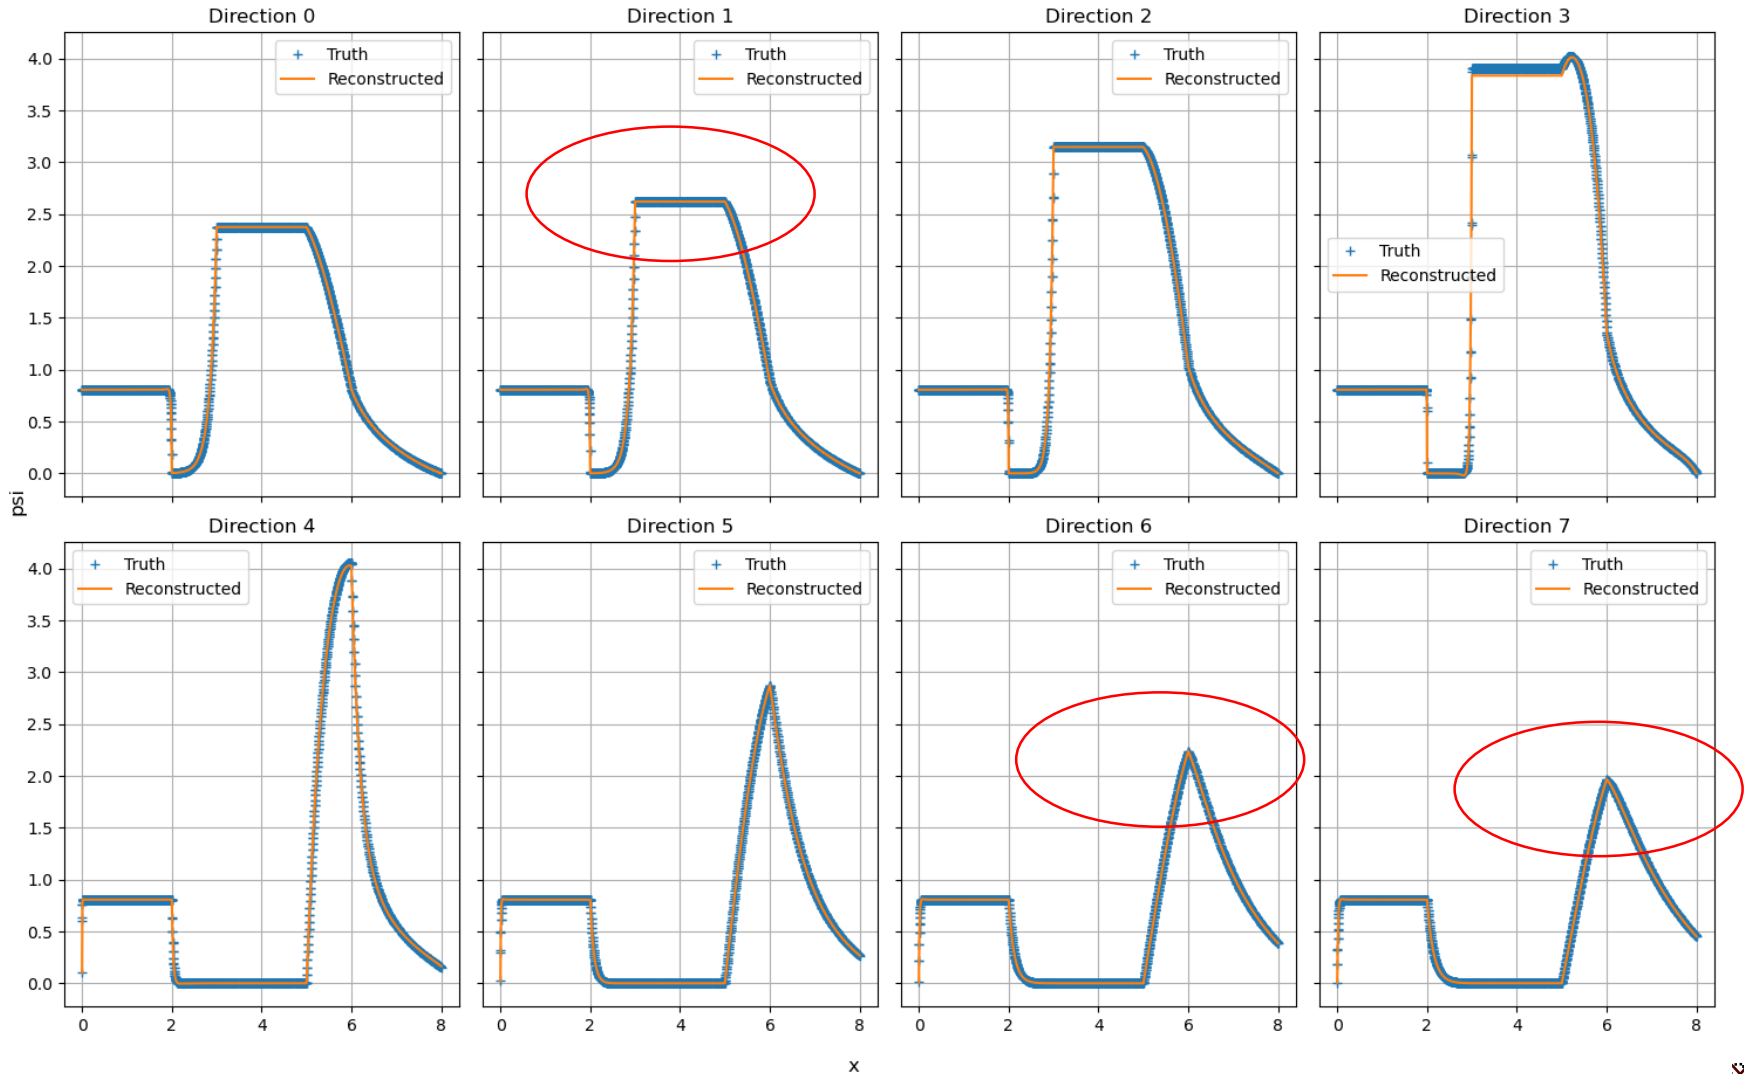 Direction 0
Direction 1
Direction 2
Direction 3
Truth
Reconstructed
Truth
Reconstructed
Truth
Reconstructed
Truth
Reconstructed
4.0
3.5
3.0
2.5
2.0
1.5
1.0
0.5
0.0
psi
Direction 4
Direction 5
Direction 6
Direction 7
Truth
Reconstructed
Truth
Reconstructed
Truth
Reconstructed
Truth
Reconstructed
4.0
3.5
3.0
2.5
2.0
1.5
1.0
0.5
0.0
0 2 4 6 8
0 2 4 6 8
0 2 4 6 8
0 2 4 6 8
x